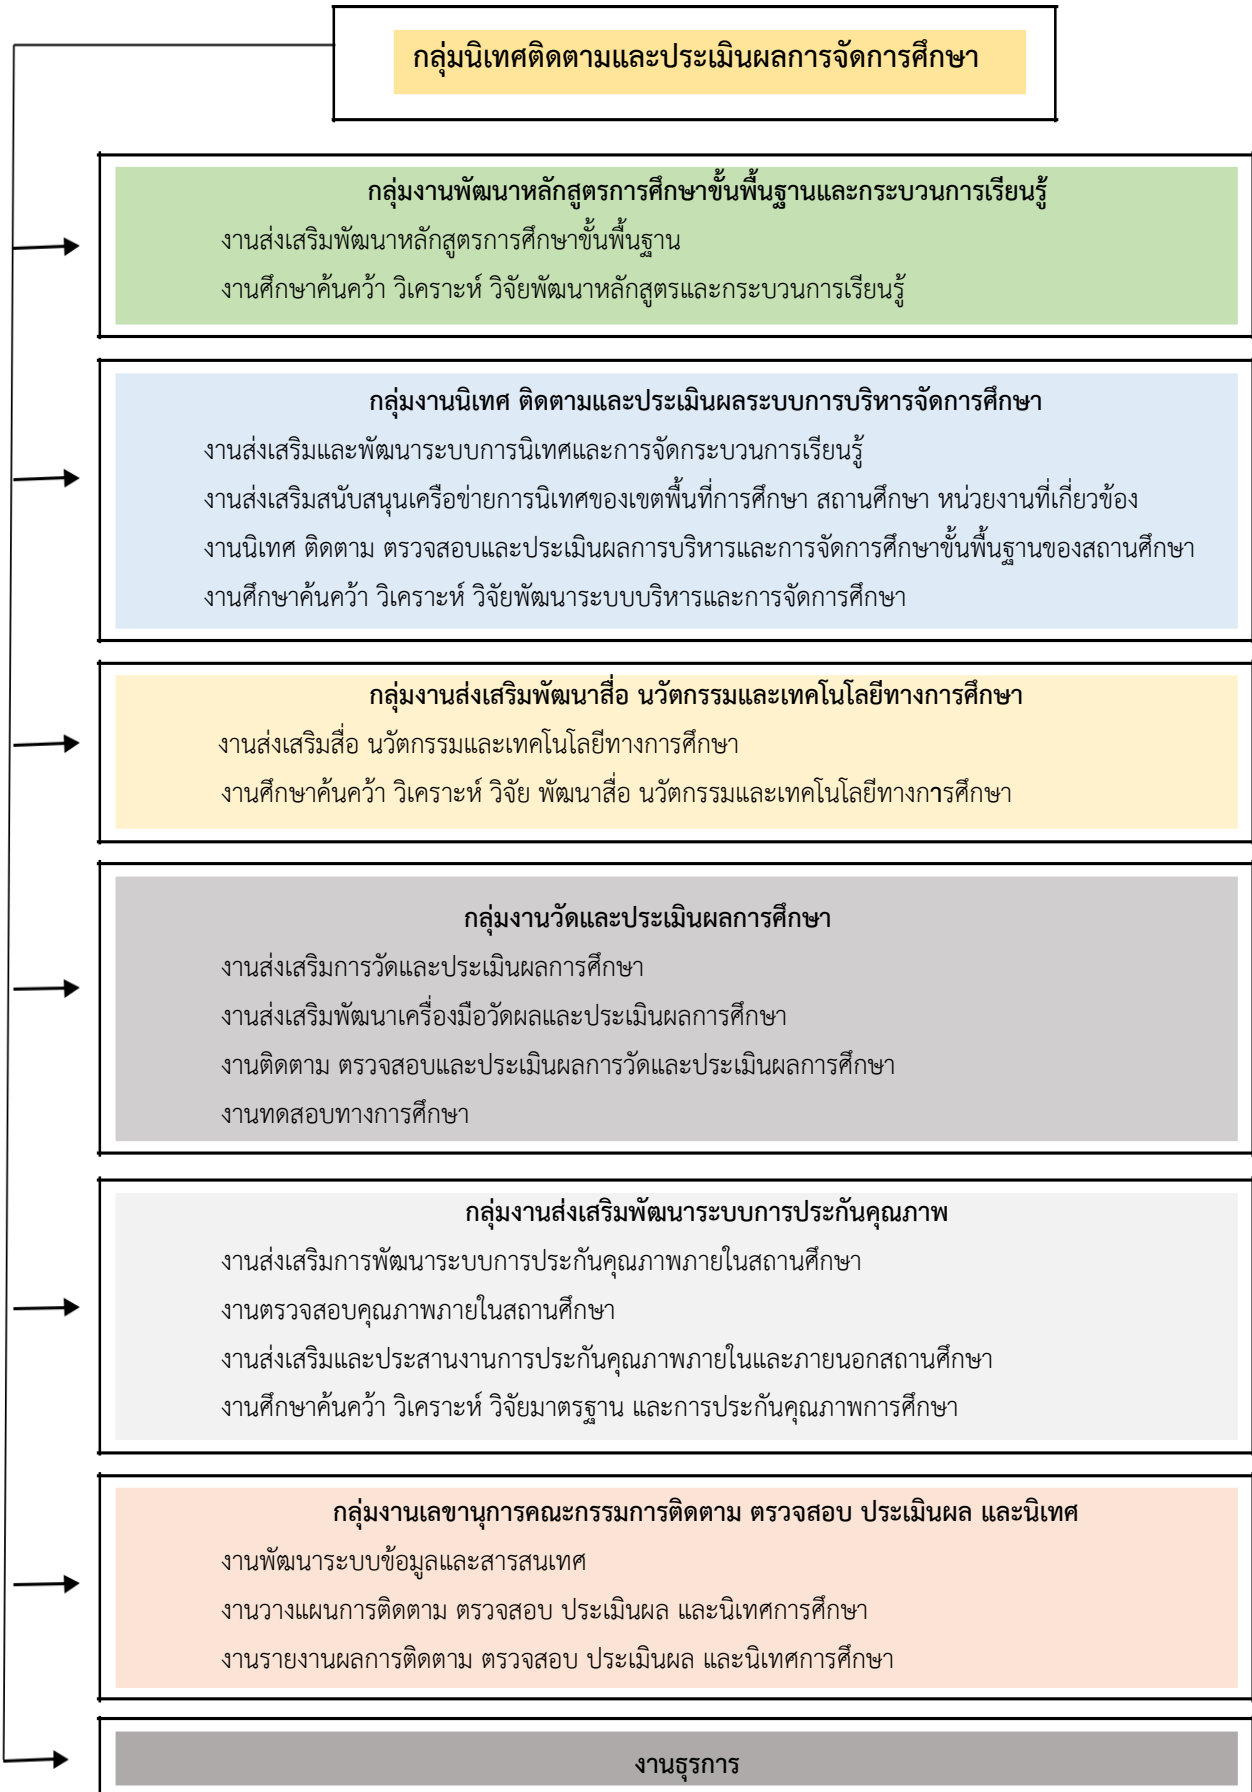 กลุ่มนิเทศติดตามและประเมินผลการจัดการศึกษา
กลุ่มงานพัฒนาหลักสูตรการศึกษาขั้นพื้นฐานและกระบวนการเรียนรู้
งานส่งเสริมพัฒนาหลักสูตรการศึกษาขั้นพื้นฐาน
งานศึกษาค้นคว้า วิเคราะห์ วิจัยพัฒนาหลักสูตรและกระบวนการเรียนรู้
กลุ่มงานนิเทศ ติดตามและประเมินผลระบบการบริหารจัดการศึกษา
งานส่งเสริมและพัฒนาระบบการนิเทศและการจัดกระบวนการเรียนรู้
งานส่งเสริมสนับสนุนเครือข่ายการนิเทศของเขตพื้นที่การศึกษา สถานศึกษา หน่วยงานที่เกี่ยวข้อง
งานนิเทศ ติดตาม ตรวจสอบและประเมินผลการบริหารและการจัดการศึกษาขั้นพื้นฐานของสถานศึกษา
งานศึกษาค้นคว้า วิเคราะห์ วิจัยพัฒนาระบบบริหารและการจัดการศึกษา
กลุ่มงานส่งเสริมพัฒนาสื่อ นวัตกรรมและเทคโนโลยีทางการศึกษา
งานส่งเสริมสื่อ นวัตกรรมและเทคโนโลยีทางการศึกษา
งานศึกษาค้นคว้า วิเคราะห์ วิจัย พัฒนาสื่อ นวัตกรรมและเทคโนโลยีทางการศึกษา
กลุ่มงานวัดและประเมินผลการศึกษา
งานส่งเสริมการวัดและประเมินผลการศึกษา
งานส่งเสริมพัฒนาเครื่องมือวัดผลและประเมินผลการศึกษา
งานติดตาม ตรวจสอบและประเมินผลการวัดและประเมินผลการศึกษา
งานทดสอบทางการศึกษา
กลุ่มงานส่งเสริมพัฒนาระบบการประกันคุณภาพ
งานส่งเสริมการพัฒนาระบบการประกันคุณภาพภายในสถานศึกษา
งานตรวจสอบคุณภาพภายในสถานศึกษา
งานส่งเสริมและประสานงานการประกันคุณภาพภายในและภายนอกสถานศึกษา
งานศึกษาค้นคว้า วิเคราะห์ วิจัยมาตรฐาน และการประกันคุณภาพการศึกษา
กลุ่มงานเลขานุการคณะกรรมการติดตาม ตรวจสอบ ประเมินผล และนิเทศ
งานพัฒนาระบบข้อมูลและสารสนเทศ
งานวางแผนการติดตาม ตรวจสอบ ประเมินผล และนิเทศการศึกษา
งานรายงานผลการติดตาม ตรวจสอบ ประเมินผล และนิเทศการศึกษา
งานธุรการ